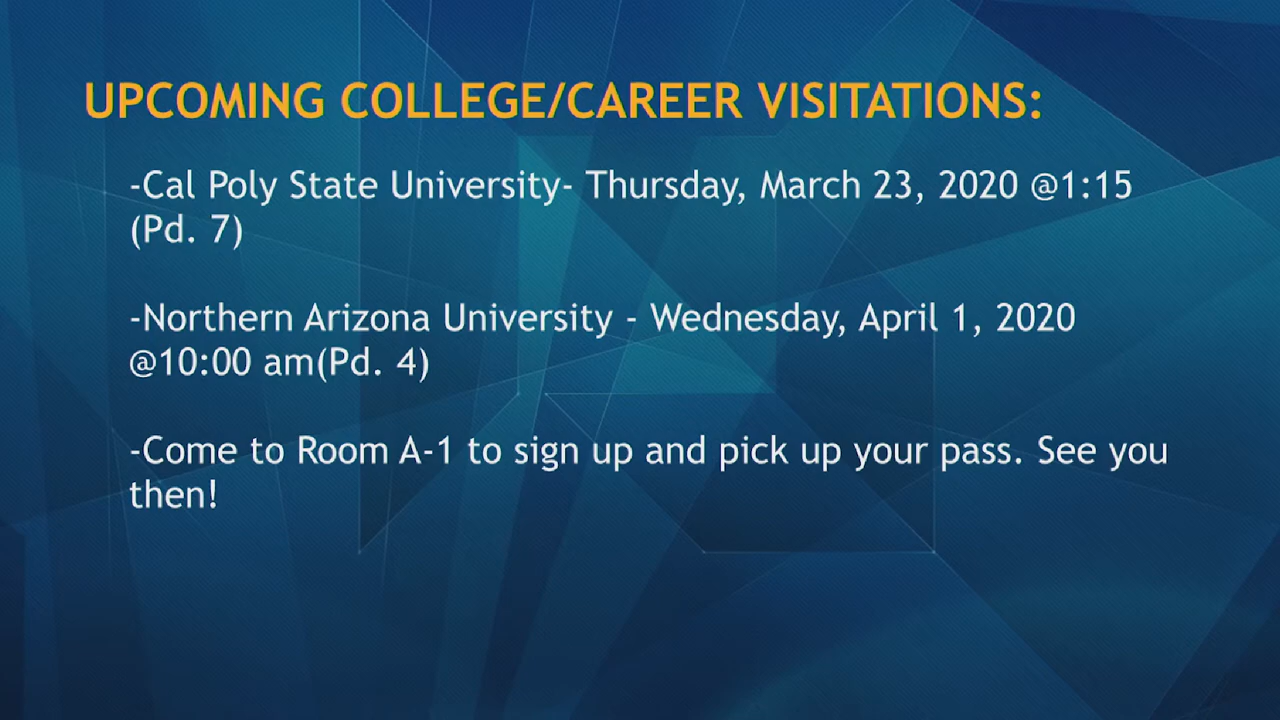 UPCOMING COLLEGE/CAREER VISITATIONS:
-Cal Poly State University- Thursday, March 23, 2020 @1:15
(Pd. 7)
-Northern Arizona University - Wednesday, April 1, 2020
@10:00 am(Pd. 4)
-Come to Room A-1 to sign up and pick up your pass. See you
then!